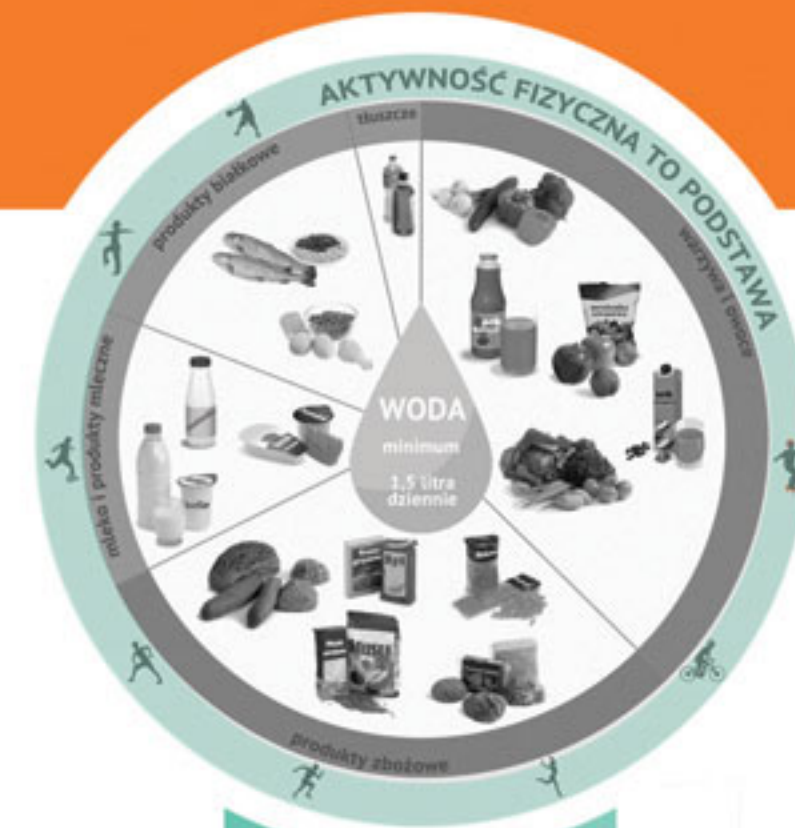 AKTYWNOŚĆ FIZYCZNA TO PODSTAWA
tłuszcze
produkty białkowe
warzywa i owoce
mleko i produkty mleczne
WODA
minimum
1,5 litra
dziennie
produkty zbożowe